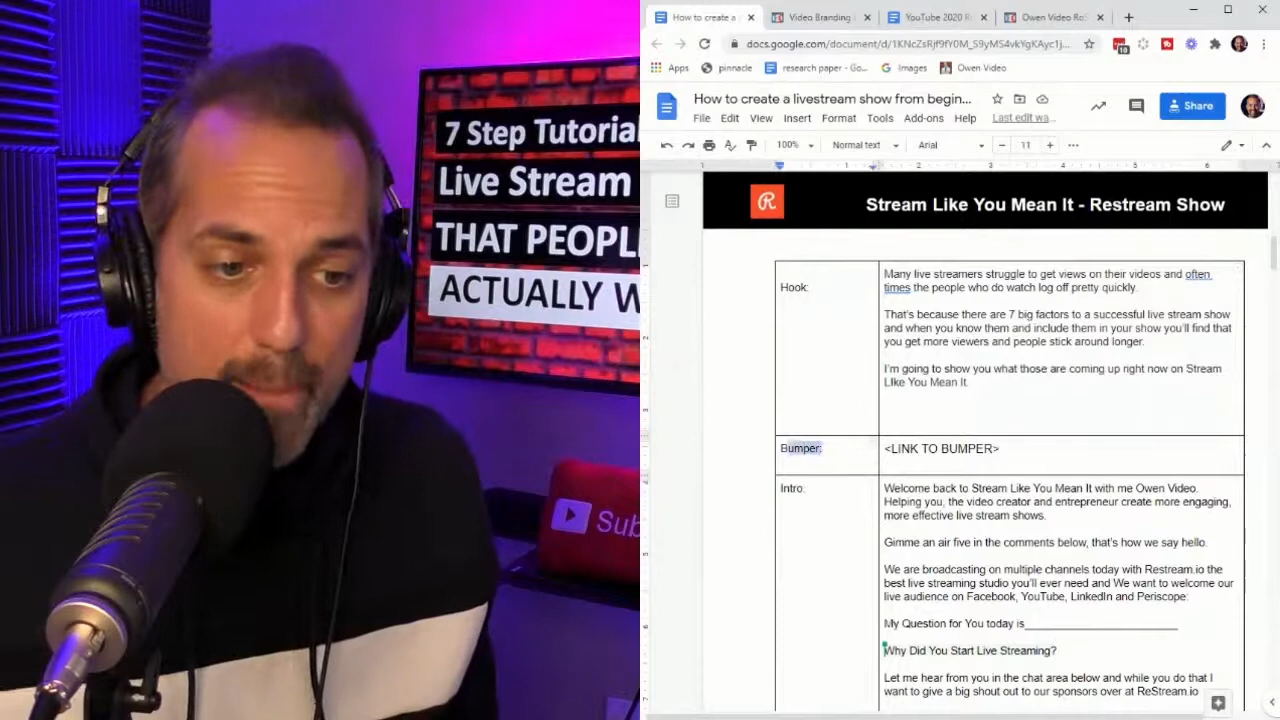 7 Step Tutorial
Live Stream
THAT PEOPL
ACTUALLY W
Sub
How to create a
Video Branding
YouTube 2020 R
Owen Video RoS
docs.google.com/document/d/1KNcZsRjf9fY0M_S9yMS4vkYgKAyc1j...
10
Apps
pinnacle
research paper - Go...
Images
Owen Video
How to create a livestream show from begin...
Share
File Edit View Insert Format Tools Add-ons Help Last edit wa...
100% Normal text Arial 11
1 1 2 3 4 5 6
Stream Like You Mean It - Restream Show
Hook:
Many live streamers struggle to get views on their videos and often
times the people who do watch log off pretty quickly.
That's because there are 7 big factors to a successful live stream show
and when you know them and include them in your show you'll find that
you get more viewers and people stick around longer.
I'm going to show you what those are coming up right now on Stream
LIke You Mean It.
Bumper:
<LINK TO BUMPER>
Intro:
Welcome back to Stream Like You Mean It with me Owen Video.
Helping you, the video creator and entrepreneur create more engaging,
more effective live stream shows.
Gimme an air five in the comments below, that's how we say hello.
We are broadcasting on multiple channels today with Restream.io the
best live streaming studio you'll ever need and We want to welcome our
live audience on Facebook, YouTube, LinkedIn and Periscope:
My Question for You today is_________________________
Why Did You Start Live Streaming?
Let me hear from you in the chat area below and while you do that I
want to give a big shout out to our sponsors over at ReStream.io